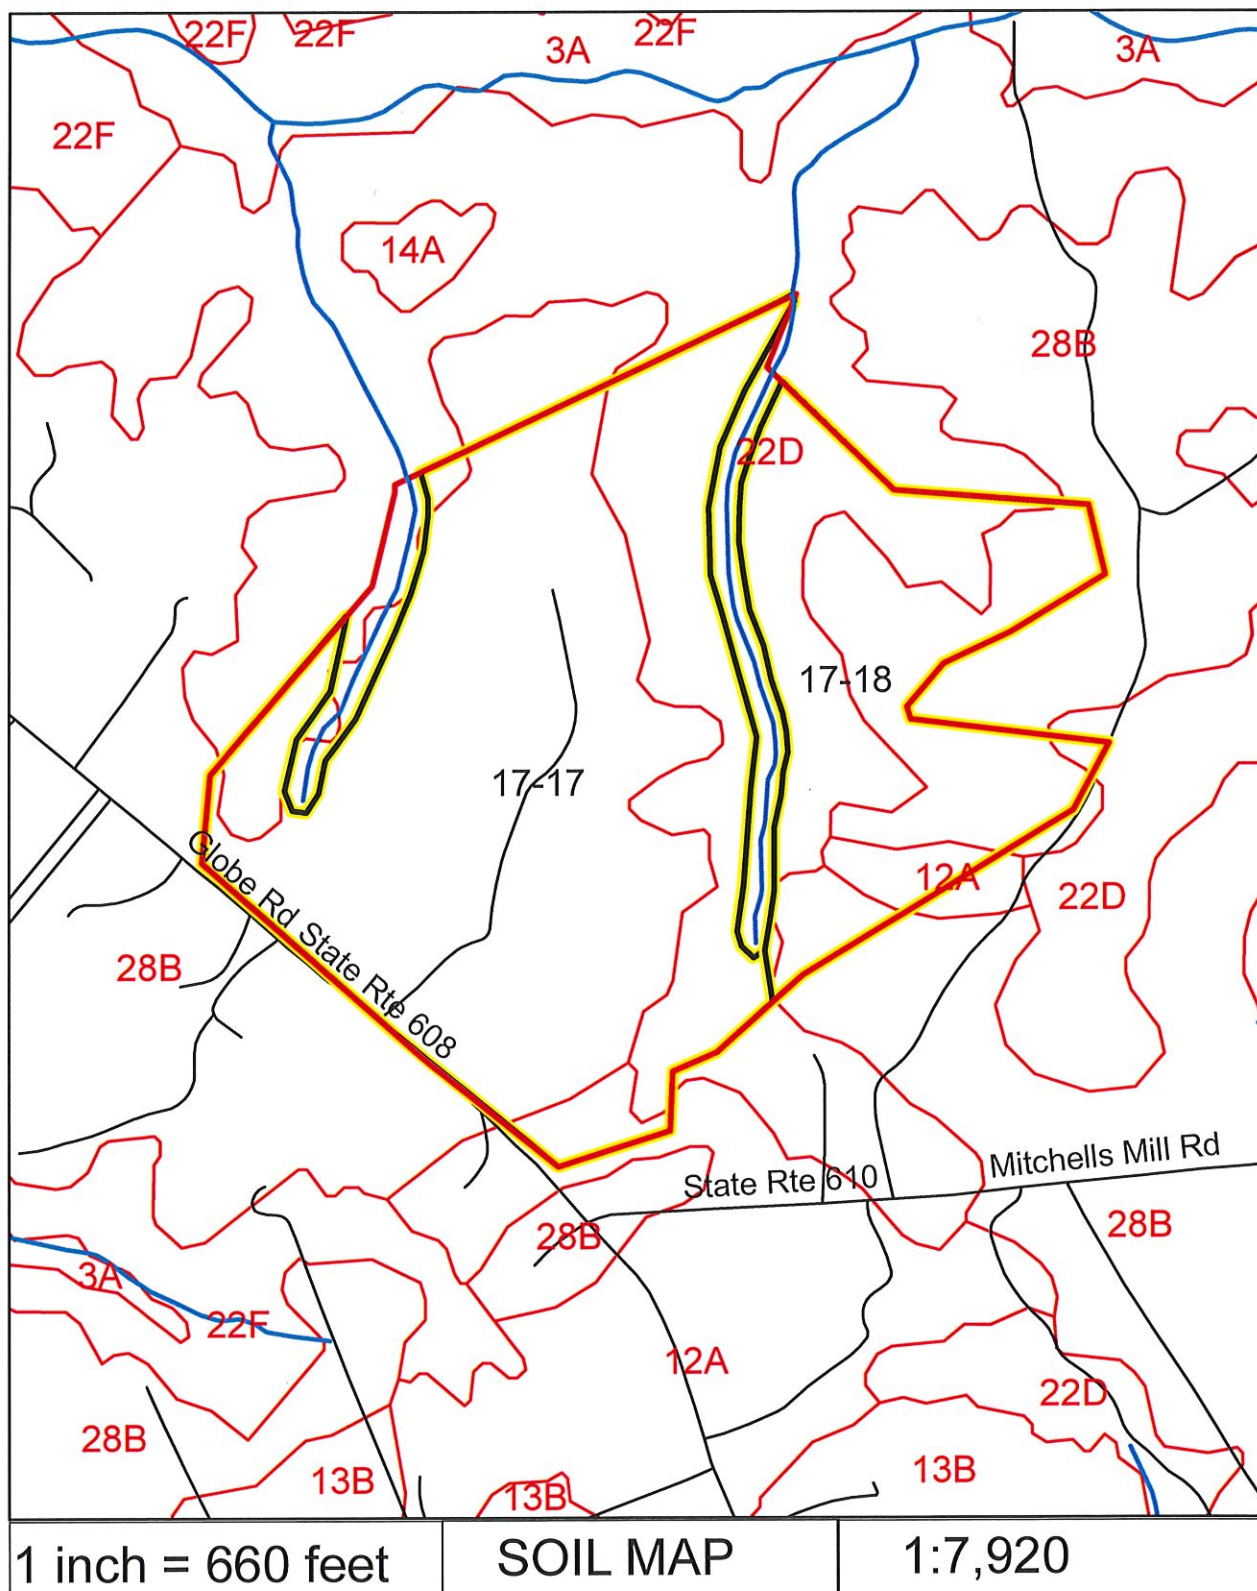 22F
22F
22F
3A
3A
22F
14A
28B
22D
17-18
17-17
12A
22D
Globe Rd State Rte 608
28B
Mitchells Mill Rd
State Rte 610
28B
28B
3A
22F
12A
22D
28B
13B
13B
13B
1 inch = 660 feet
SOIL MAP
1:7,920